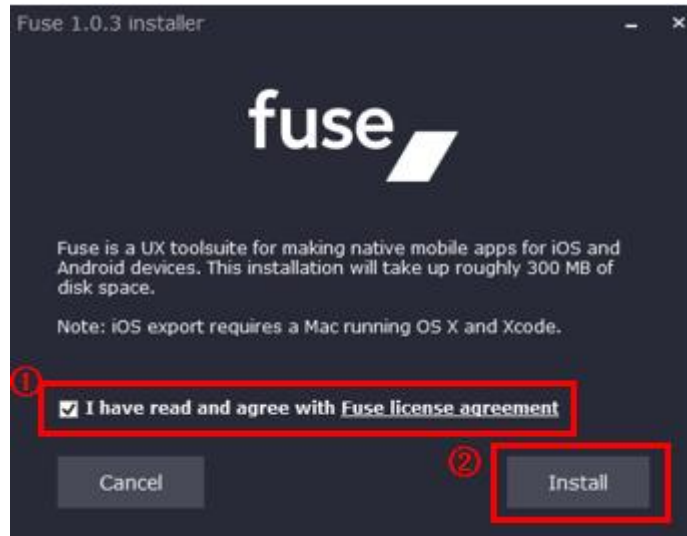 Fuse 1.0.3 installer
fuse
Fuse is a UX toolsuite for making native mobile apps for iOS and
Android devices. This installation will take up roughly 300 MB of
disk space.
Note: iOS export requires a Mac running OS X and Xcode.
①
I have read and agree with Fuse license agreement
②
Cancel
Install